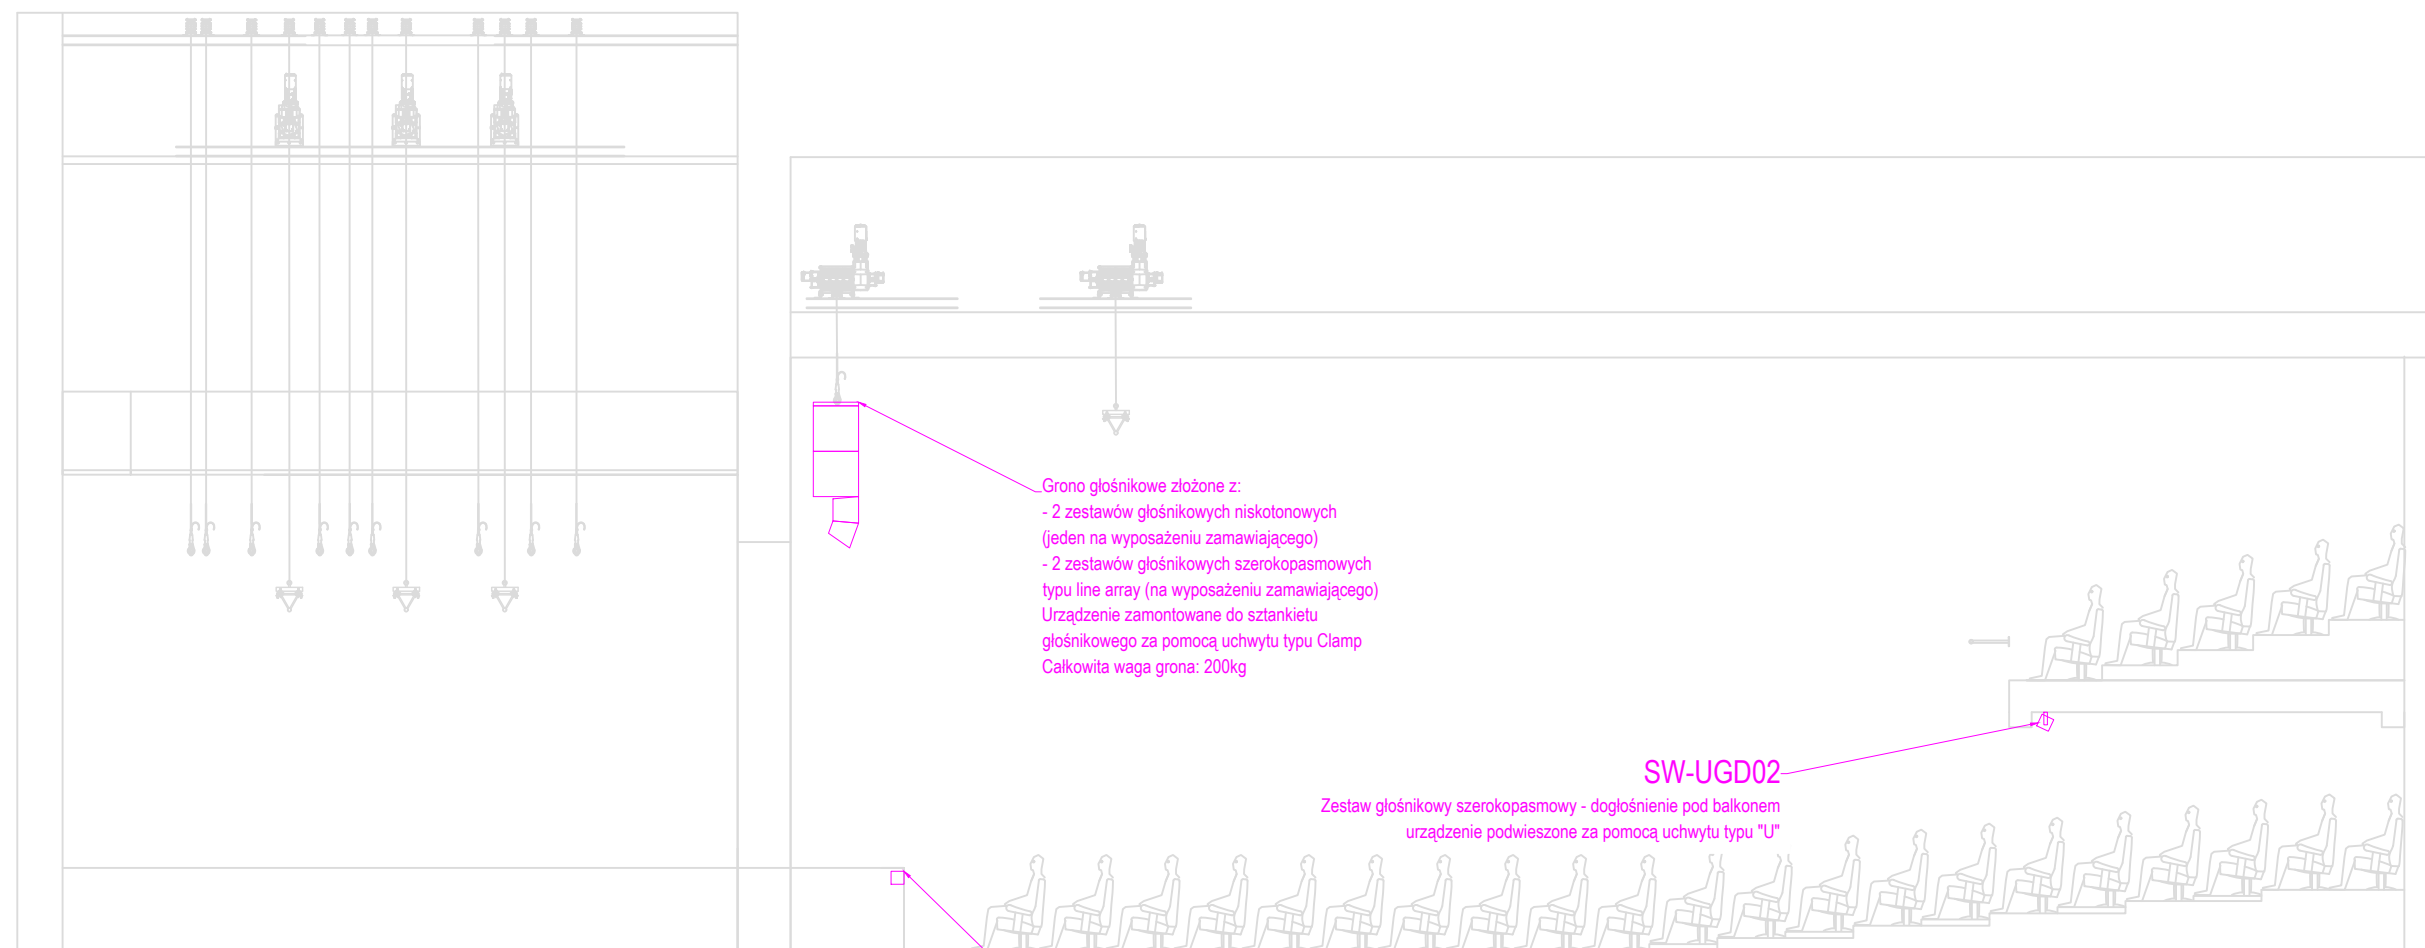 Grono głośnikowe złożone z:
- 2 zestawów głośnikowych niskotonowych
(jeden na wyposażeniu zamawiającego)
- 2 zestawów głośnikowych szerokopasmowych
typu line array (na wyposażeniu zamawiającego)
Urządzenie zamontowane do sztankietu
głośnikowego za pomocą uchwytu typu Clamp
Całkowita waga grona: 200kg
SW-UGD02
Zestaw głośnikowy szerokopasmowy - dogłośnienie pod balkonem
urządzenie podwieszone za pomocą uchwytu typu "U"